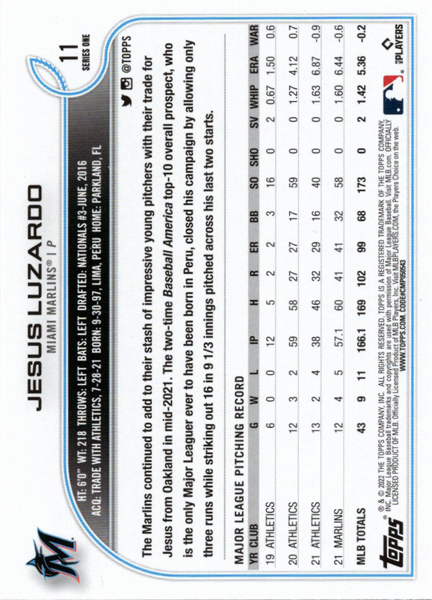 11
SERIES ONE
JESUS LUZARDO
MIAMI MARLINS® | P
HT: 6'0" WT: 218 THROWS: LEFT BATS: LEFT DRAFTED: NATIONALS #3-JUNE, 2016
ACQ: TRADE WITH ATHLETICS, 7-28-21 BORN: 9-30-97, LIMA, PERU HOME: PARKLAND, FL
@TOPPS
The Marlins continued to add to their stash of impressive young pitchers with their trade for
Jesus from Oakland in mid-2021. The two-time Baseball America top-10 overall prospect, who
is the only Major Leaguer ever to have been born in Peru, closed his campaign by allowing only
three runs while striking out 16 in 9 1/3 innings pitched across his last two starts.
MAJOR LEAGUE PITCHING RECORD
YR CLUB G W L IP H R ER BB SO SHO SV WHIP ERA WAR
19 ATHLETICS 6 0 0 12 5 2 2 3 16 0 2 0.67 1.50 0.6
20 ATHLETICS 12 3 2 59 58 27 27 17 59 0 0 1.27 4.12 0.7
21 ATHLETICS 13 2 4 38 46 32 29 16 40 0 0 1.63 6.87 -0.9
21 MARLINS 12 4 5 57.1 60 41 41 32 58 0 0 1.60 6.44 -0.6
MLB TOTALS 43 9 11 166.1 169 102 99 68 173 0 2 1.42 5.36 -0.2
topps
® & © 2022 THE TOPPS COMPANY, INC. ALL RIGHTS RESERVED. TOPPS IS A REGISTERED TRADEMARK OF THE TOPPS COMPANY,
INC. Major League Baseball trademarks and copyrights are used with permission of Major League Baseball. Visit MLB.com. OFFICIALLY
LICENSED PRODUCT OF MLB Players, Inc. Visit MLBPLAYERS.COM, the Players Choice on the web.
WWW.TOPPS.COM. CODE#CMP105043
MLB PLAYERS